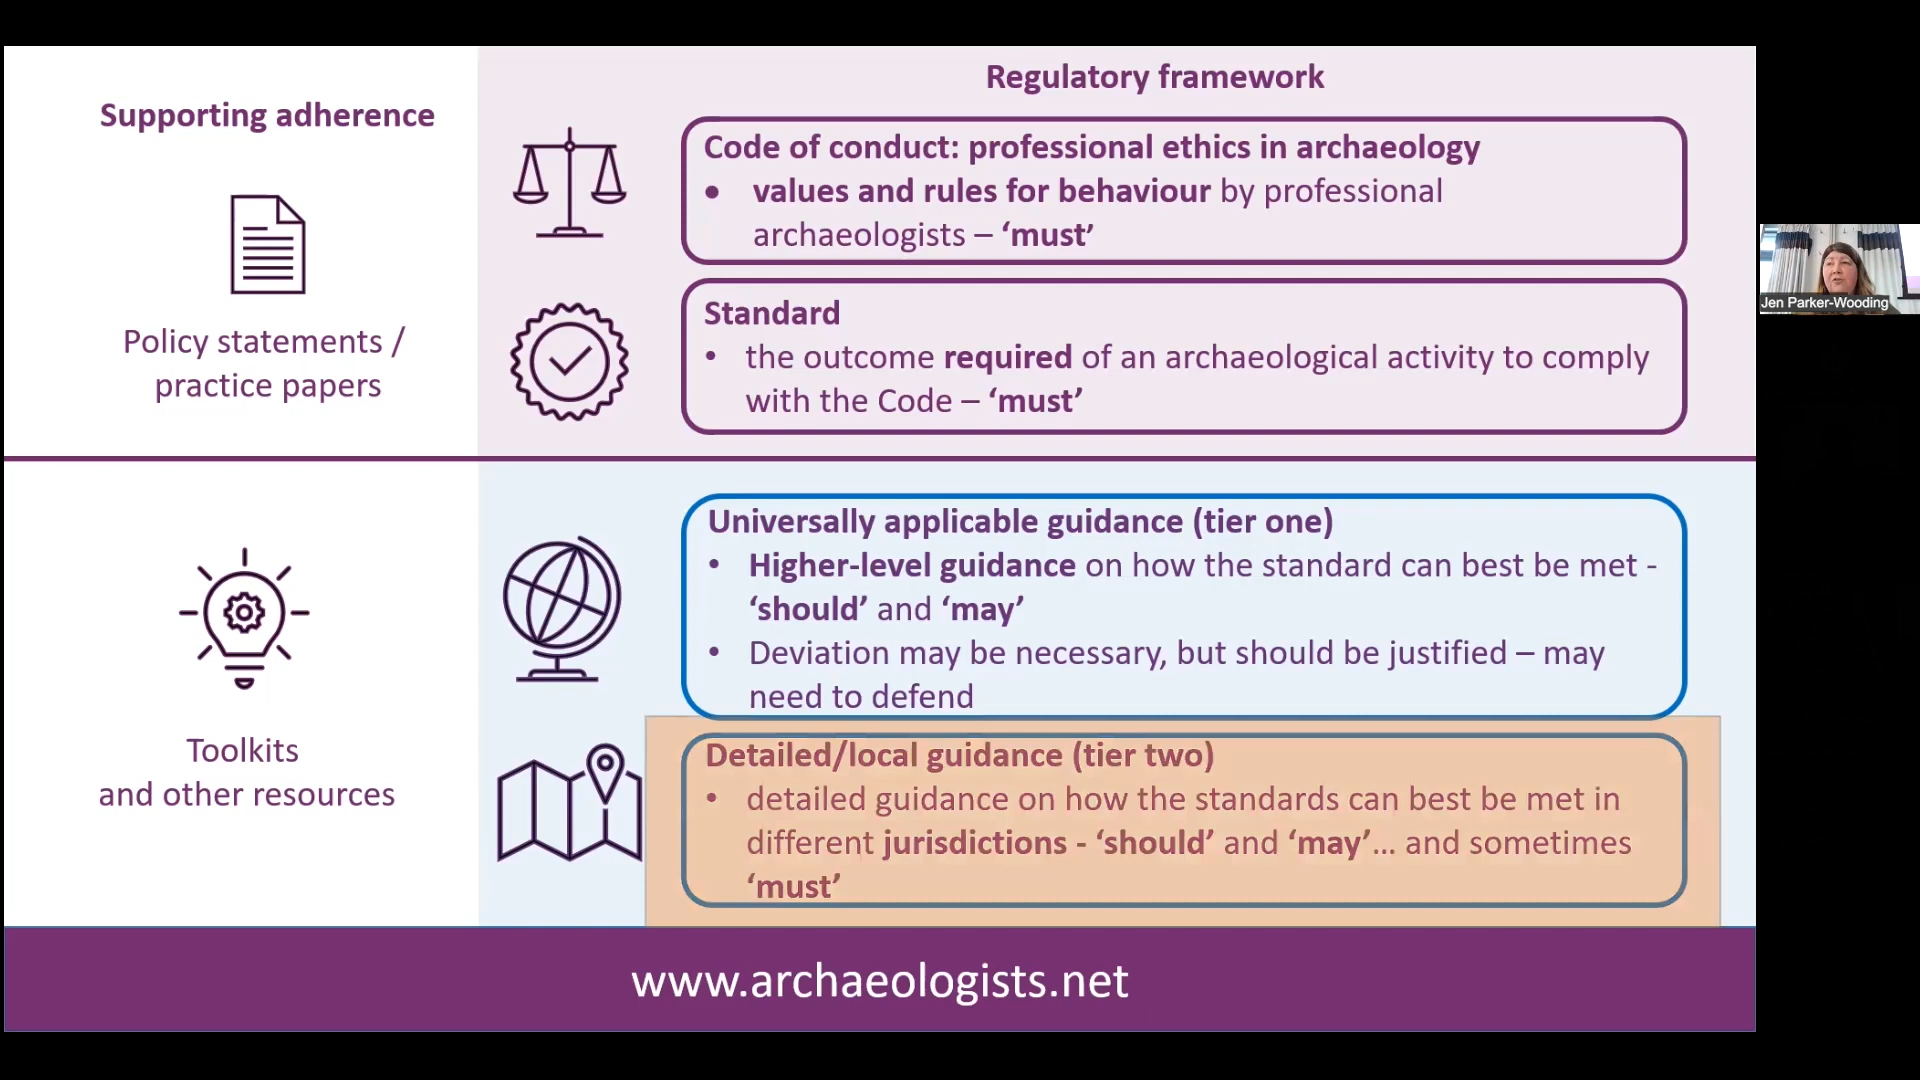 Supporting adherence
Policy statements /
practice papers
Toolkits
and other resources
Regulatory framework
Code of conduct: professional ethics in archaeology
• values and rules for behaviour by professional
archaeologists – ‘must’
Standard
• the outcome required of an archaeological activity to comply
with the Code – ‘must’
Universally applicable guidance (tier one)
• Higher-level guidance on how the standard can best be met -
‘should’ and ‘may’
• Deviation may be necessary, but should be justified – may
need to defend
Detailed/local guidance (tier two)
• detailed guidance on how the standards can best be met in
different jurisdictions - ‘should’ and ‘may’... and sometimes
‘must’
www.archaeologists.net
Jen Parker-Wooding